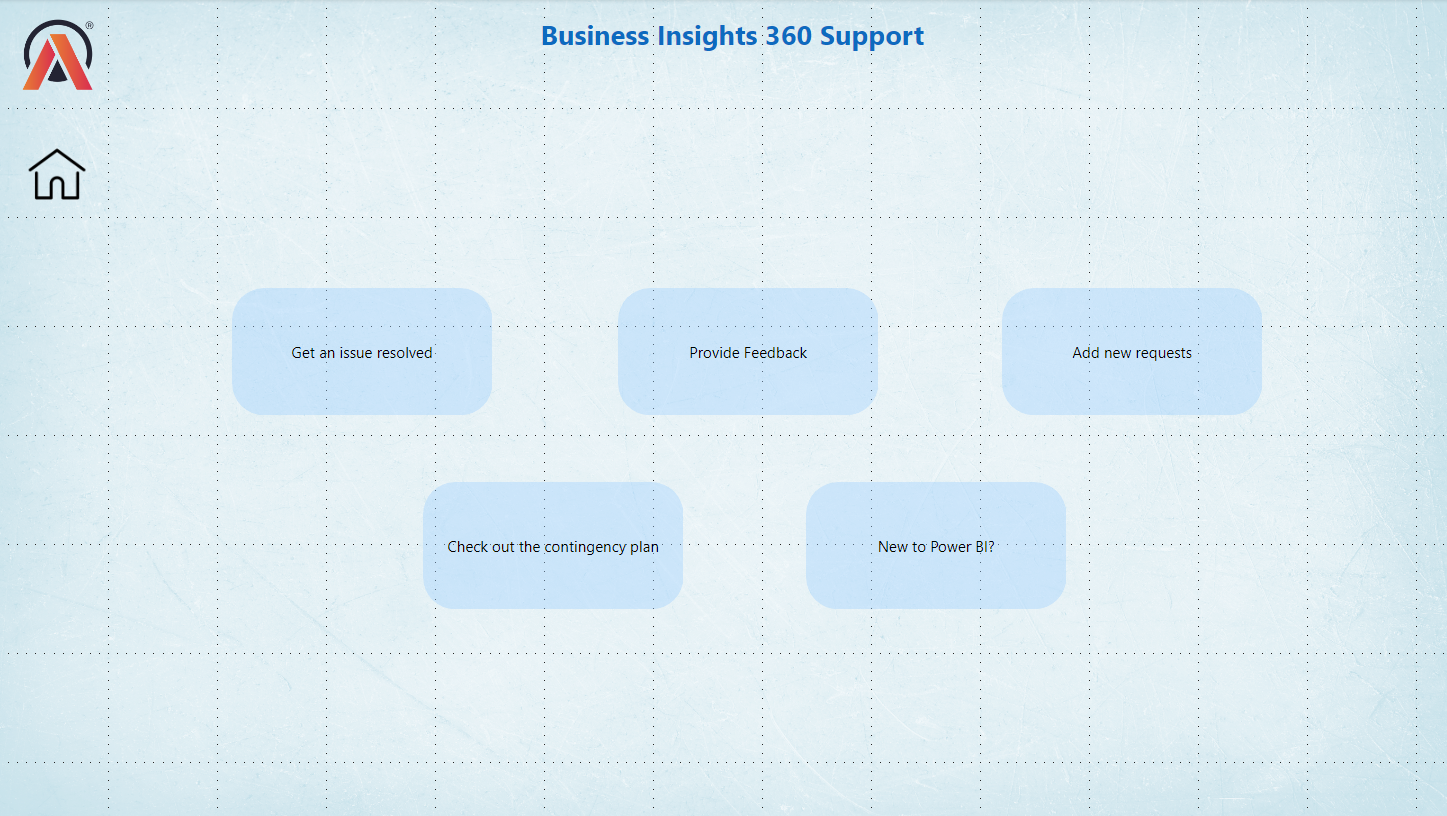 ®
Business Insights 360 Support
Get an issue resolved
Provide Feedback
Add new requests
Check out the contingency plan
New to Power BI?